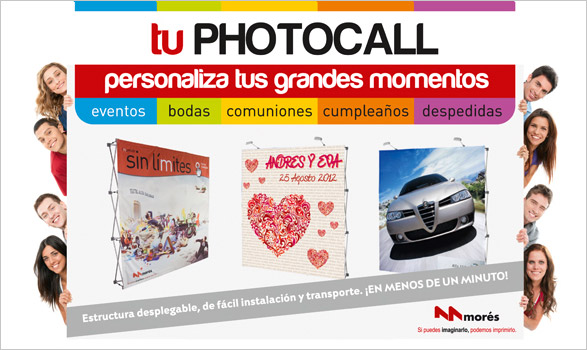 tu PHOTOCALL
personaliza tus grandes momentos
eventos bodas comuniones cumpleaños despedidas
sin límites
ANDRES Y EVA
25 Agosto 2012
morés
Estructura desplegable, de fácil instalación y transporte. ¡EN MENOS DE UN MINUTO!
morés
Si puedes imaginarlo, podemos imprimirlo.